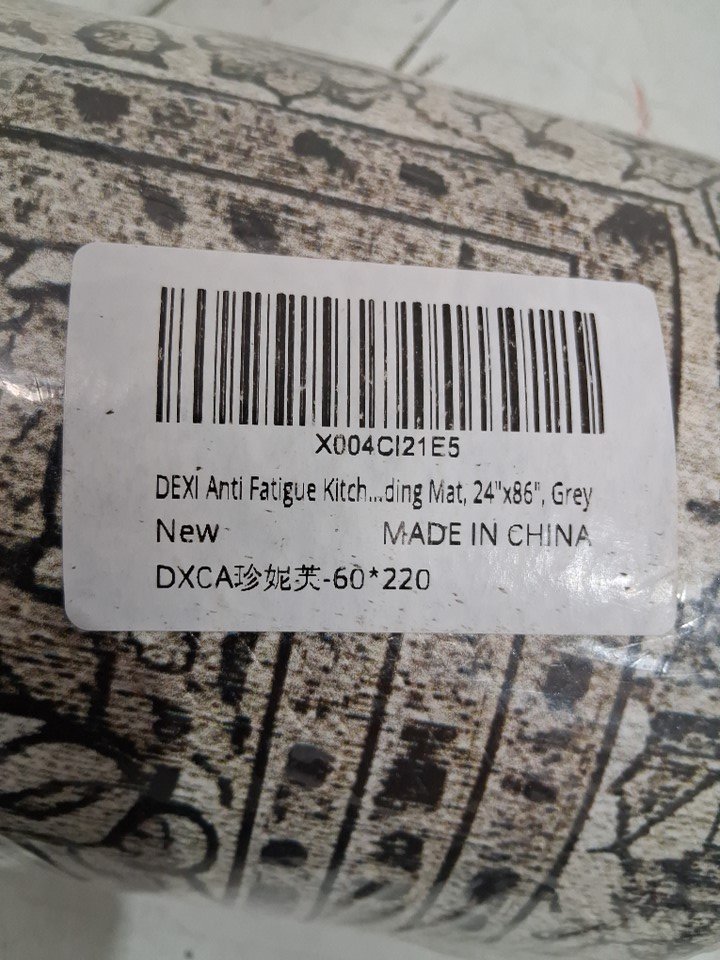 X004CI21E5
DEXI Anti Fatigue Kitch...ding Mat, 24"x86", Grey
New MADE IN CHINA
DXCA珍妮芙-60*220